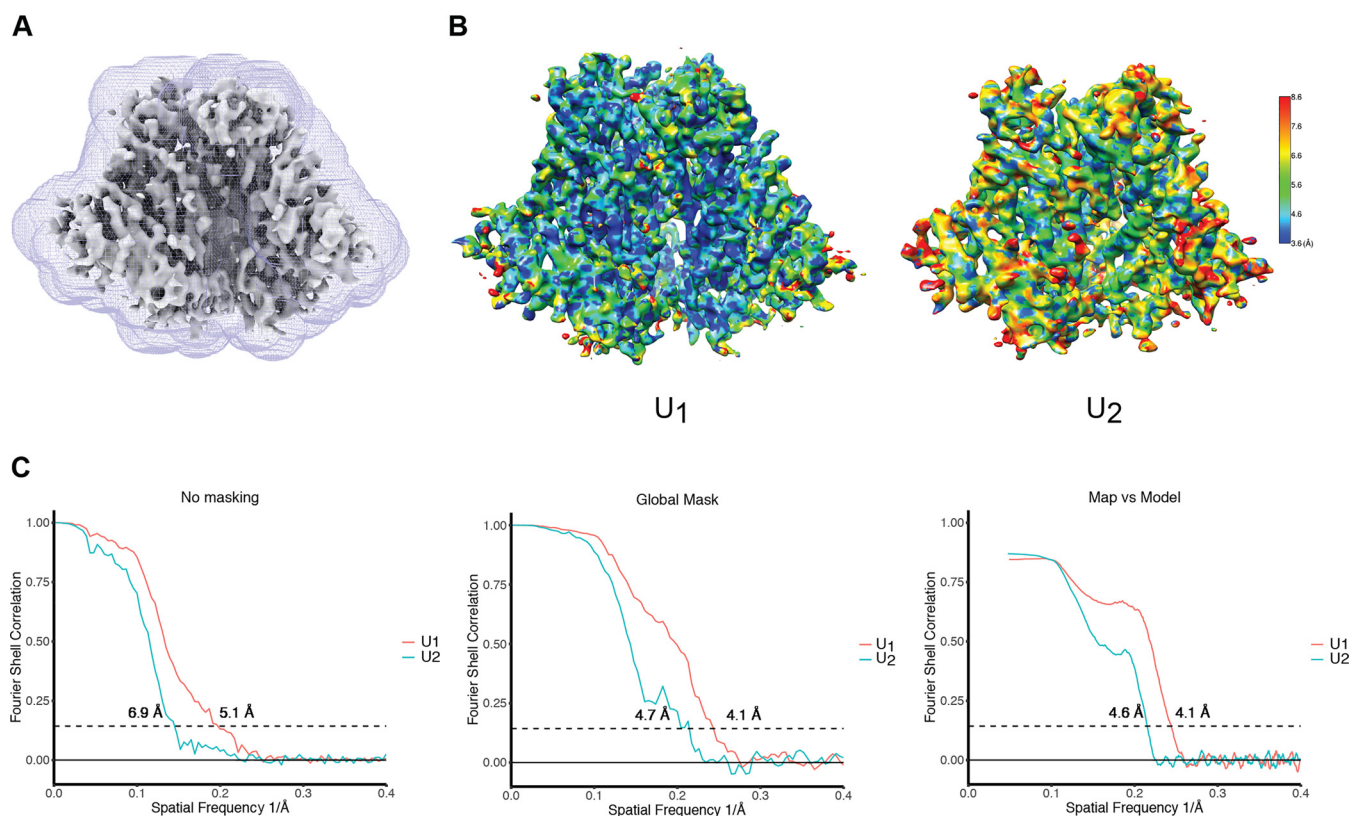 A
B
8.6
7.6
6.6
5.6
4.6
3.6 (Å)
U1
U2
C
No masking
1.00
0.75
0.50
0.25
0.00
Fourier Shell Correlation
6.9 Å
5.1 Å
U1
U2
0.0
0.1
0.2
0.3
0.4
Spatial Frequency 1/Å
Global Mask
1.00
0.75
0.50
0.25
0.00
Fourier Shell Correlation
4.7 Å
4.1 Å
U1
U2
0.0
0.1
0.2
0.3
0.4
Spatial Frequency 1/Å
Map vs Model
1.00
0.75
0.50
0.25
0.00
Fourier Shell Correlation
4.6 Å
4.1 Å
U1
U2
0.0
0.1
0.2
0.3
0.4
Spatial Frequency 1/Å